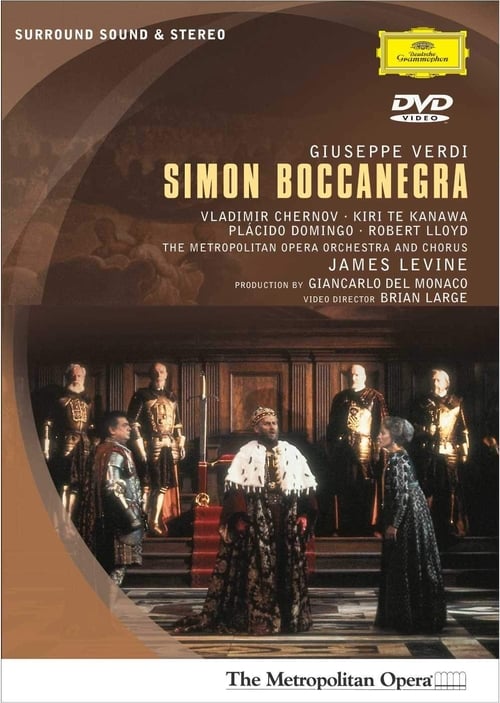 SURROUND SOUND & STEREO
Deutsche
Grammophon
DVD
VIDEO
GIUSEPPE VERDI
SIMON BOCCANEGRA
VLADIMIR CHERNOV · KIRI TE KANAWA
PLÁCIDO DOMINGO · ROBERT LLOYD
THE METROPOLITAN OPERA ORCHESTRA AND CHORUS
JAMES LEVINE
PRODUCTION BY GIANCARLO DEL MONACO
VIDEO DIRECTOR BRIAN LARGE
The Metropolitan Opera